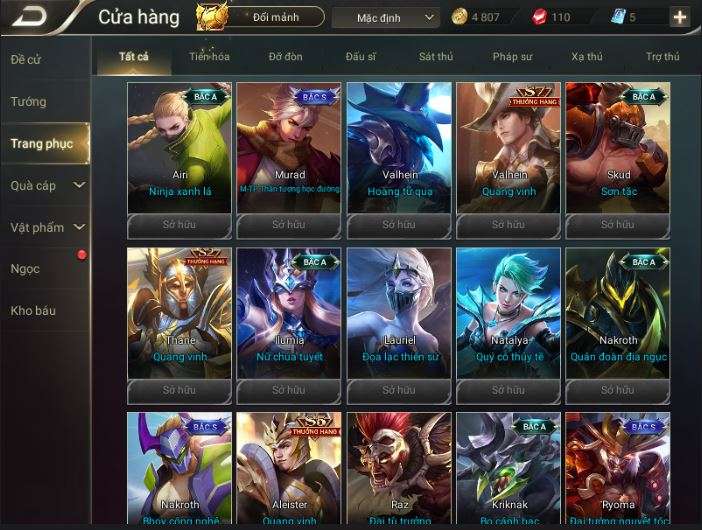 Cửa hàng
Đổi mảnh
Mặc định
4 807
110
5
Đề cử
Tướng
Trang phục
Quà cáp
Vật phẩm
Ngọc
Kho báu
Tất cả
Tiến hóa
Đỡ đòn
Đấu sĩ
Sát thủ
Pháp sư
Xạ thủ
Trợ thủ
BẬC A
Airi
Ninja xanh lá
Sở hữu
BẬC S
Murad
M-TP Thần tượng học đường
Sở hữu
Valhein
Hoàng tử quạ
Sở hữu
S7
THƯỞNG HẠNG
Valhein
Quang vinh
Sở hữu
BẬC A
Skud
Sơn tặc
Sở hữu
S2
THƯỞNG HẠNG
Thane
Quang vinh
Sở hữu
BẬC A
Ilumia
Nữ chúa tuyết
Sở hữu
Lauriel
Đọa lạc thiên sứ
Sở hữu
Natalya
Quý cô thủy tề
Sở hữu
BẬC A
Nakroth
Quân đoàn địa ngục
Sở hữu
BẬC S
Nakroth
Bboy công nghệ
THƯỞNG HẠNG
Aleister
Quang vinh
Raz
Đại tù trưởng
BẬC A
Kriknak
Bọ cánh bạc
BẬC S
Ryoma
Đại tướng nguyệt tộc